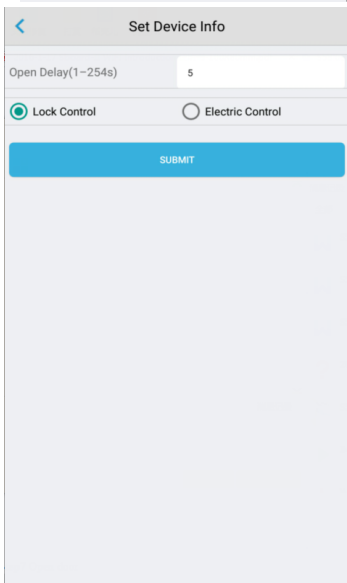 Set Device Info
Open Delay(1-254s) 5
Lock Control Electric Control
SUBMIT